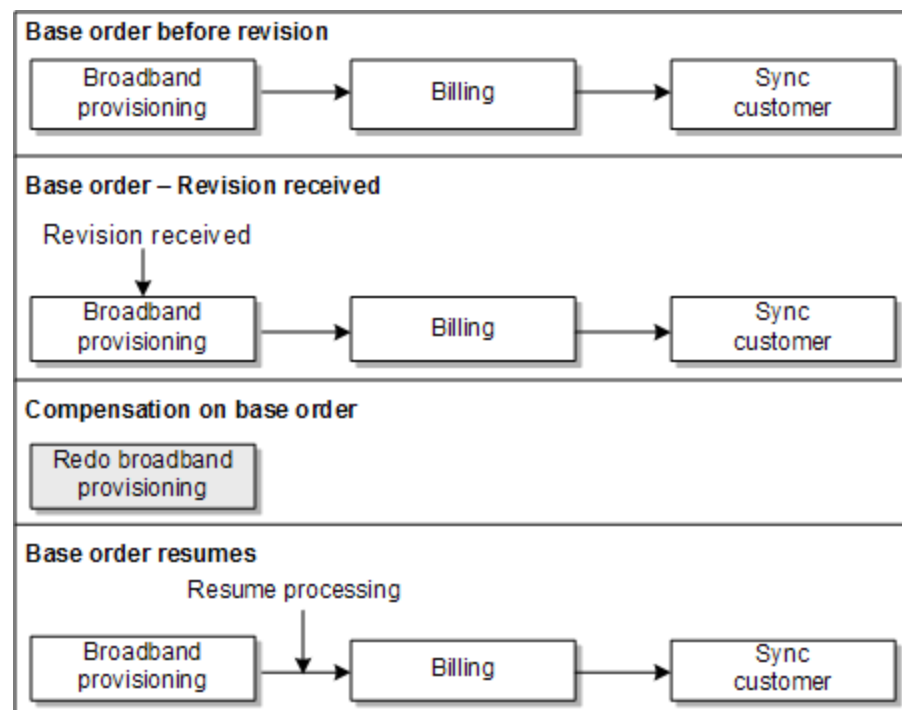 Base order before revision
Broadband
provisioning
Billing
Sync
customer
Base order – Revision received
Revision received
Broadband
provisioning
Billing
Sync
customer
Compensation on base order
Redo broadband
provisioning
Base order resumes
Resume processing
Broadband
provisioning
Billing
Sync
customer